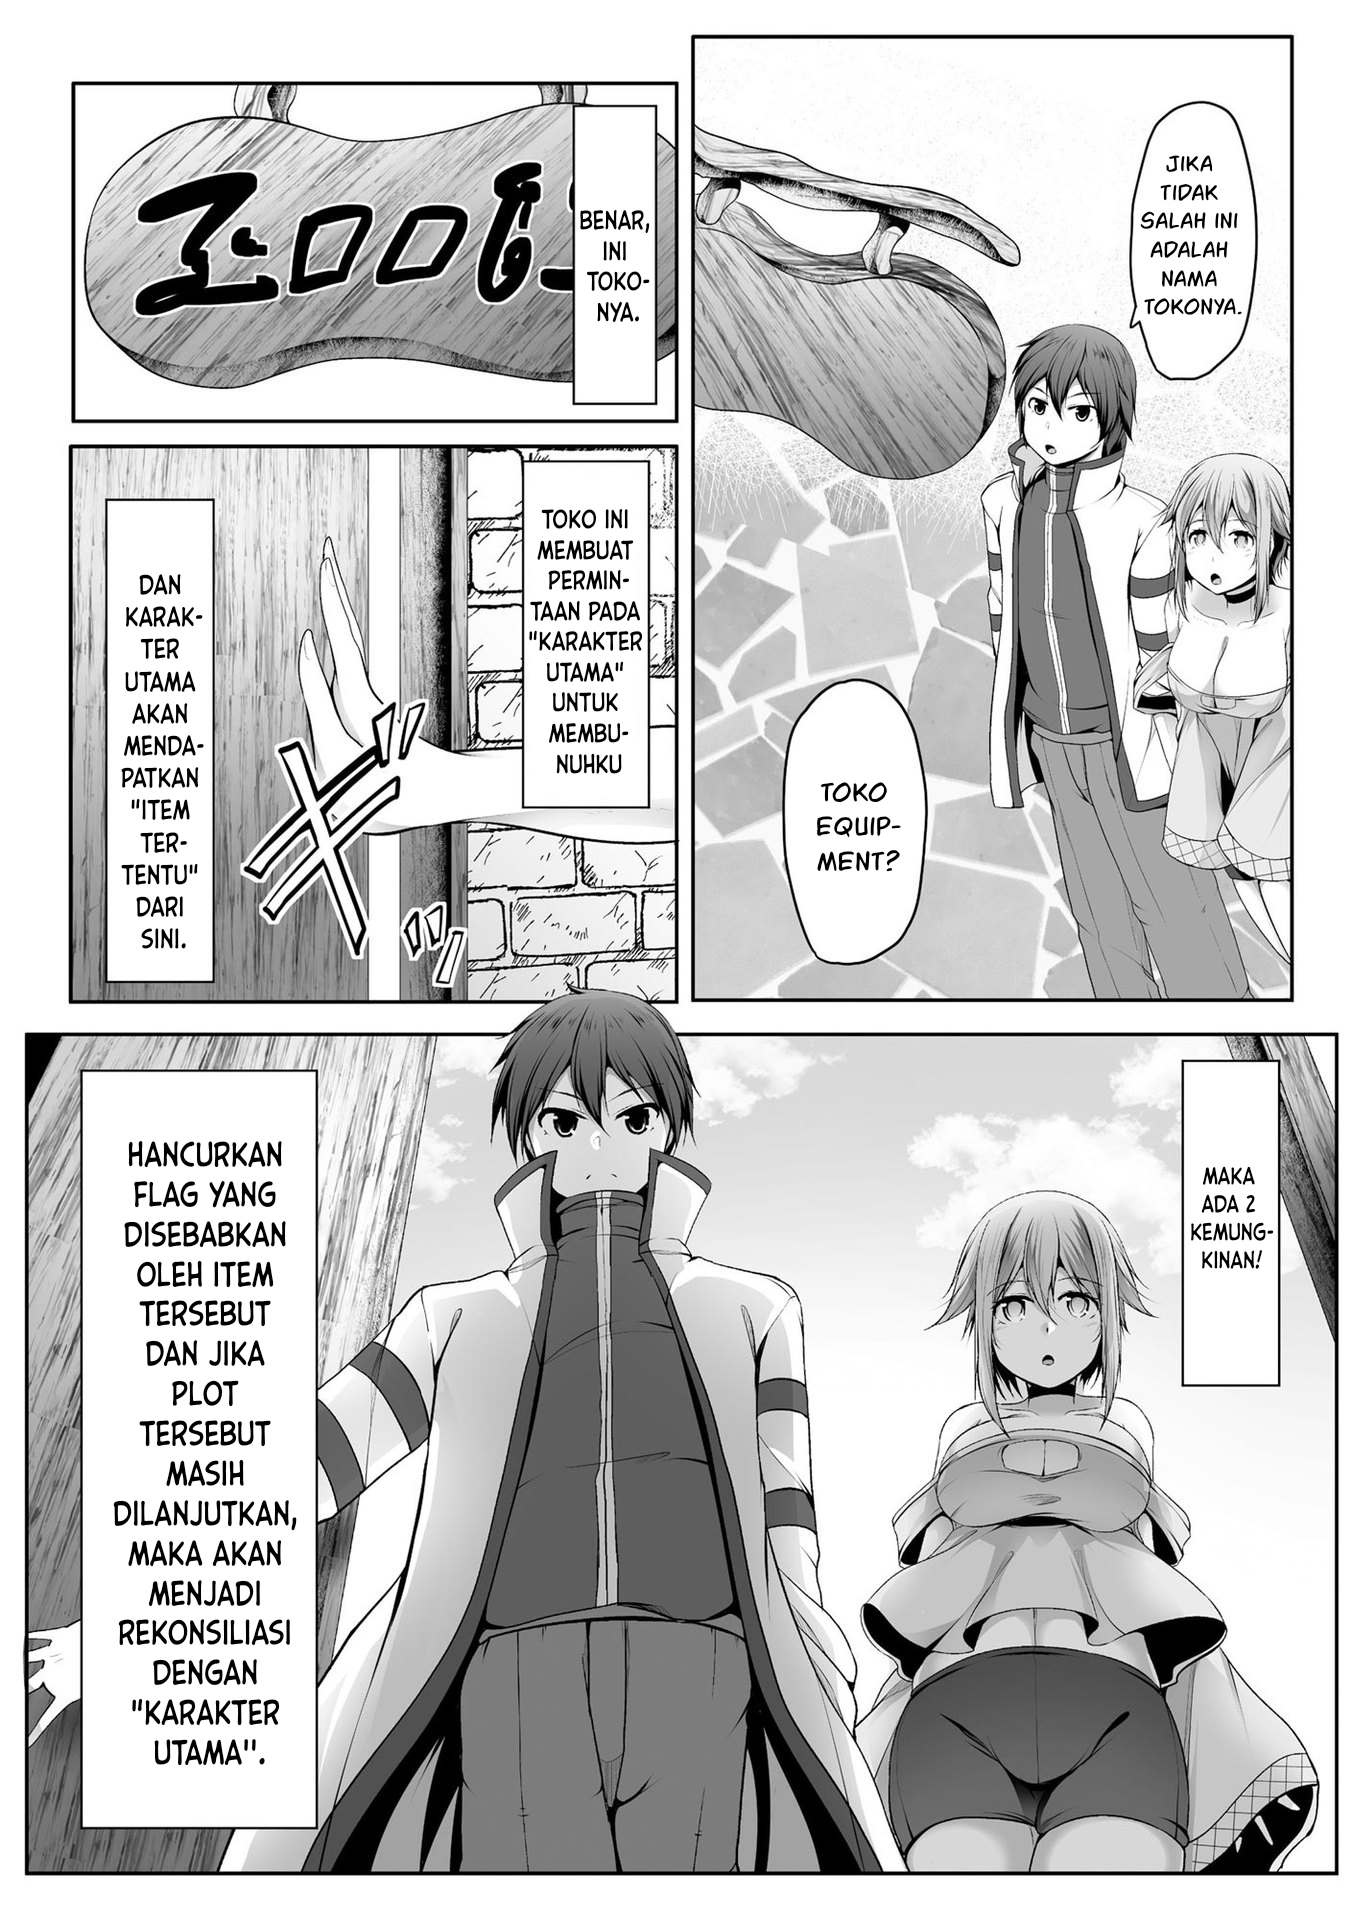 JIKA
TIDAK
SALAH INI
ADALAH
NAMA
TOKONYA.
TOKO
EQUIP-
MENT?
BENAR,
INI
TOKO-
NYA.
TOKO INI
MEMBUAT
PERMIN-
TAAN PADA
"KARAKTER
UTAMA"
UNTUK
MEMBU-
NUHKU
DAN
KARAK-
TER
UTAMA
AKAN
MENDA-
PATKAN
"ITEM
TER-
TENTU"
DARI
SINI.
MAKA
ADA 2
KEMUNG-
KINAN!
HANCURKAN
FLAG YANG
DISEBABKAN
OLEH ITEM
TERSEBUT
DAN JIKA
PLOT
TERSEBUT
MASIH
DILANJUTKAN,
MAKA AKAN
MENJADI
REKONSILIASI
DENGAN
"KARAKTER
UTAMA".